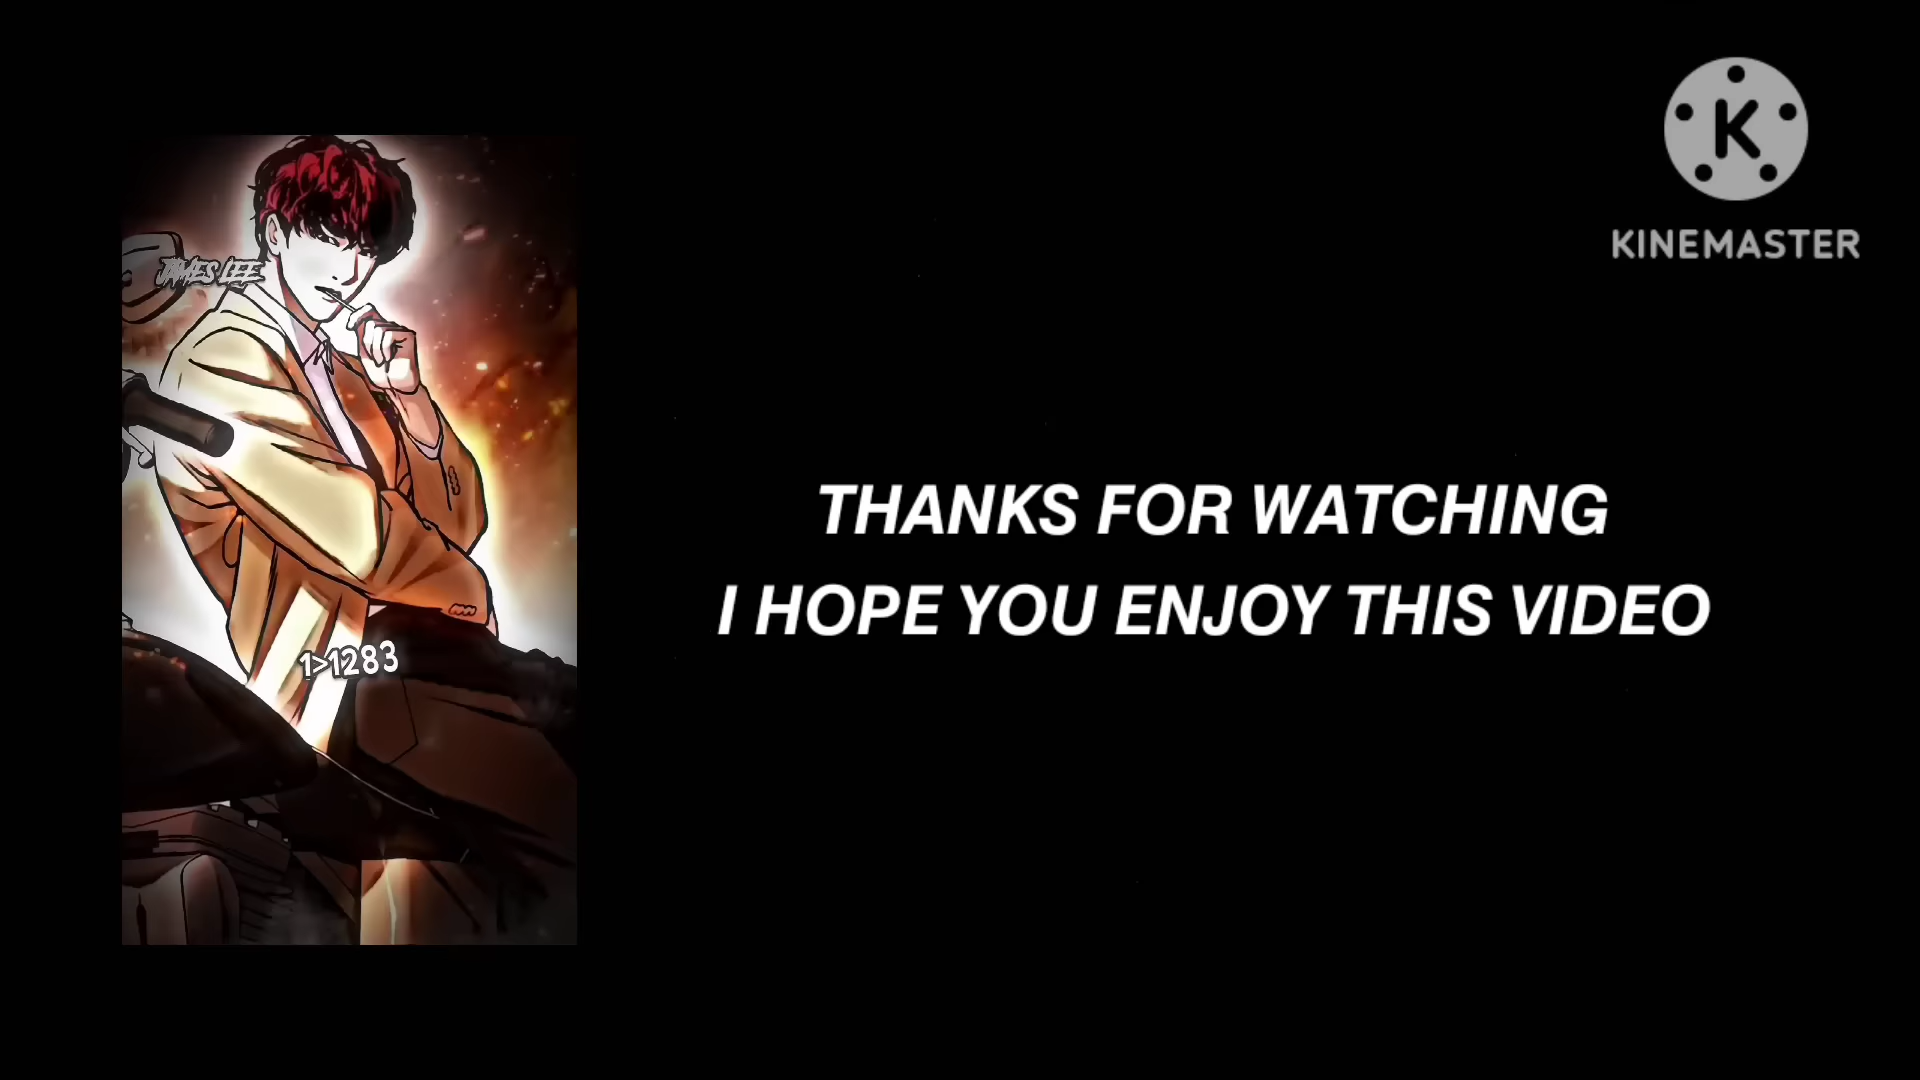 K
KINEMASTER
JAMES LEE
THANKS FOR WATCHING
I HOPE YOU ENJOY THIS VIDEO
1>1283